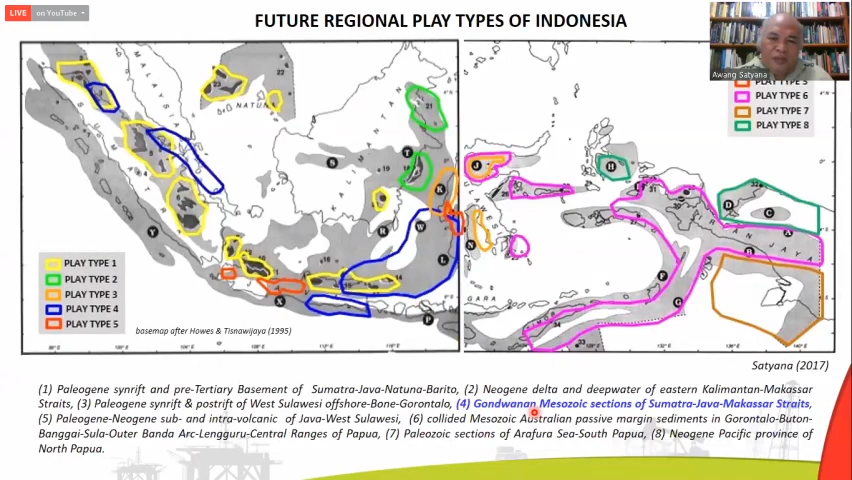 LIVE on YouTube
FUTURE REGIONAL PLAY TYPES OF INDONESIA
Awang Satyana
PLAY TYPE 6
PLAY TYPE 7
PLAY TYPE 8
MALAYSIA
NATUNA
KALIMANTAN
IRIAN JAYA
PLAY TYPE 1
PLAY TYPE 2
PLAY TYPE 3
PLAY TYPE 4
PLAY TYPE 5
basemap after Howes & Tisnawijaya (1995)
Satyana (2017)
(1) Paleogene synrift and pre-Tertiary Basement of Sumatra-Java-Natuna-Barito, (2) Neogene delta and deepwater of eastern Kalimantan-Makassar
Straits, (3) Paleogene synrift & postrift of West Sulawesi offshore-Bone-Gorontalo, (4) Gondwanan Mesozoic sections of Sumatra-Java-Makassar Straits,
(5) Paleogene-Neogene sub- and intra-volcanic of Java-West Sulawesi, (6) collided Mesozoic Australian passive margin sediments in Gorontalo-Buton-
Banggai-Sula-Outer Banda Arc-Lengguru-Central Ranges of Papua, (7) Paleozoic sections of Arafura Sea-South Papua, (8) Neogene Pacific province of
North Papua.